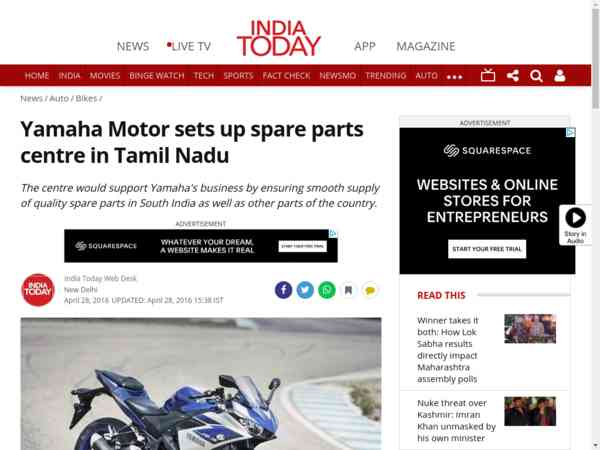 NEWS
LIVE TV
INDIA
TODAY
APP
MAGAZINE
HOME INDIA MOVIES BINGE WATCH TECH SPORTS FACT CHECK NEWSMO TRENDING AUTO
News / Auto / Bikes /
Yamaha Motor sets up spare parts
centre in Tamil Nadu
The centre would support Yamaha's business by ensuring smooth supply
of quality spare parts in South India as well as other parts of the country.
ADVERTISEMENT
SQUARESPACE
WHATEVER YOUR DREAM,
A WEBSITE MAKES IT REAL
START YOUR FREE TRIAL
INDIA
TODAY
India Today Web Desk
New Delhi
April 28, 2016 UPDATED: April 28, 2016 15:38 IST
YAMAHA
ADVERTISEMENT
SQUARESPACE
WEBSITES & ONLINE
STORES FOR
ENTREPRENEURS
START YOUR FREE TRIAL
Story in
Audio
READ THIS
Winner takes it
both: How Lok
Sabha results
directly impact
Maharashtra
assembly polls
Nuke threat over
Kashmir: Imran
Khan unmasked by
his own minister